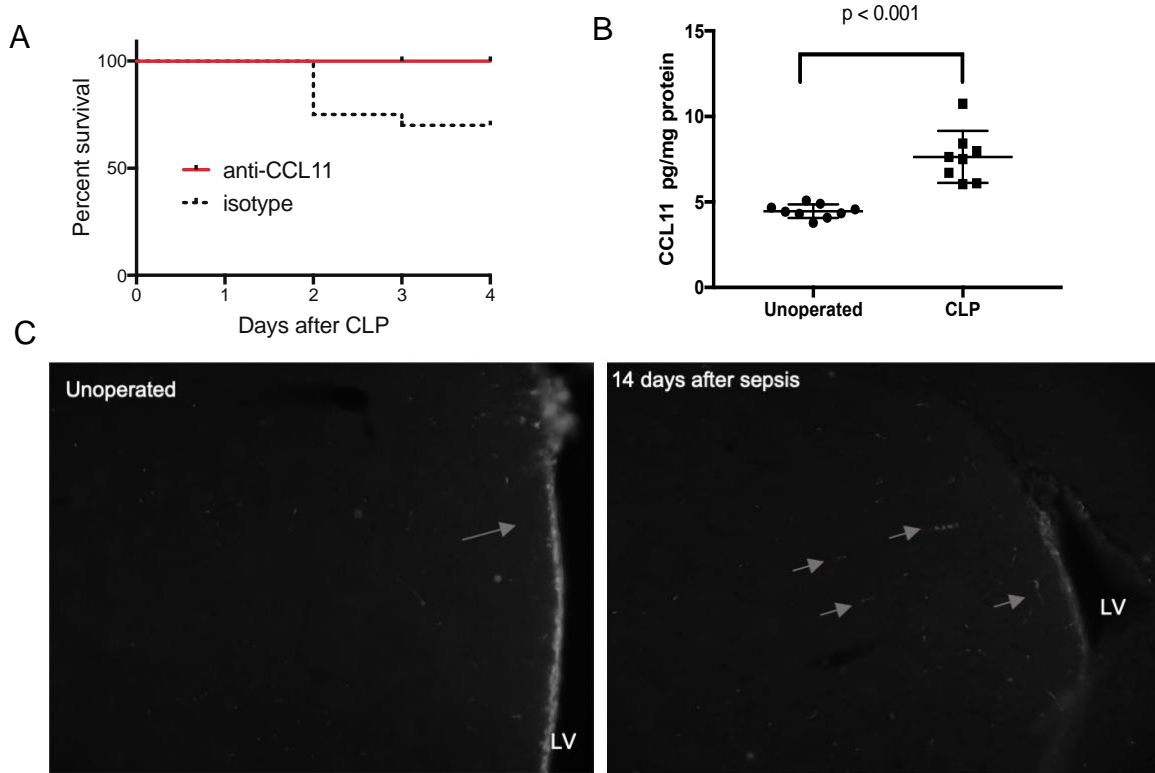 A
100
50
0
Percent survival
anti-CCL11
isotype
0 1 2 3 4
Days after CLP
B
p < 0.001
15
10
5
0
CCL11 pg/mg protein
Unoperated CLP
C
Unoperated
LV
14 days after sepsis
LV